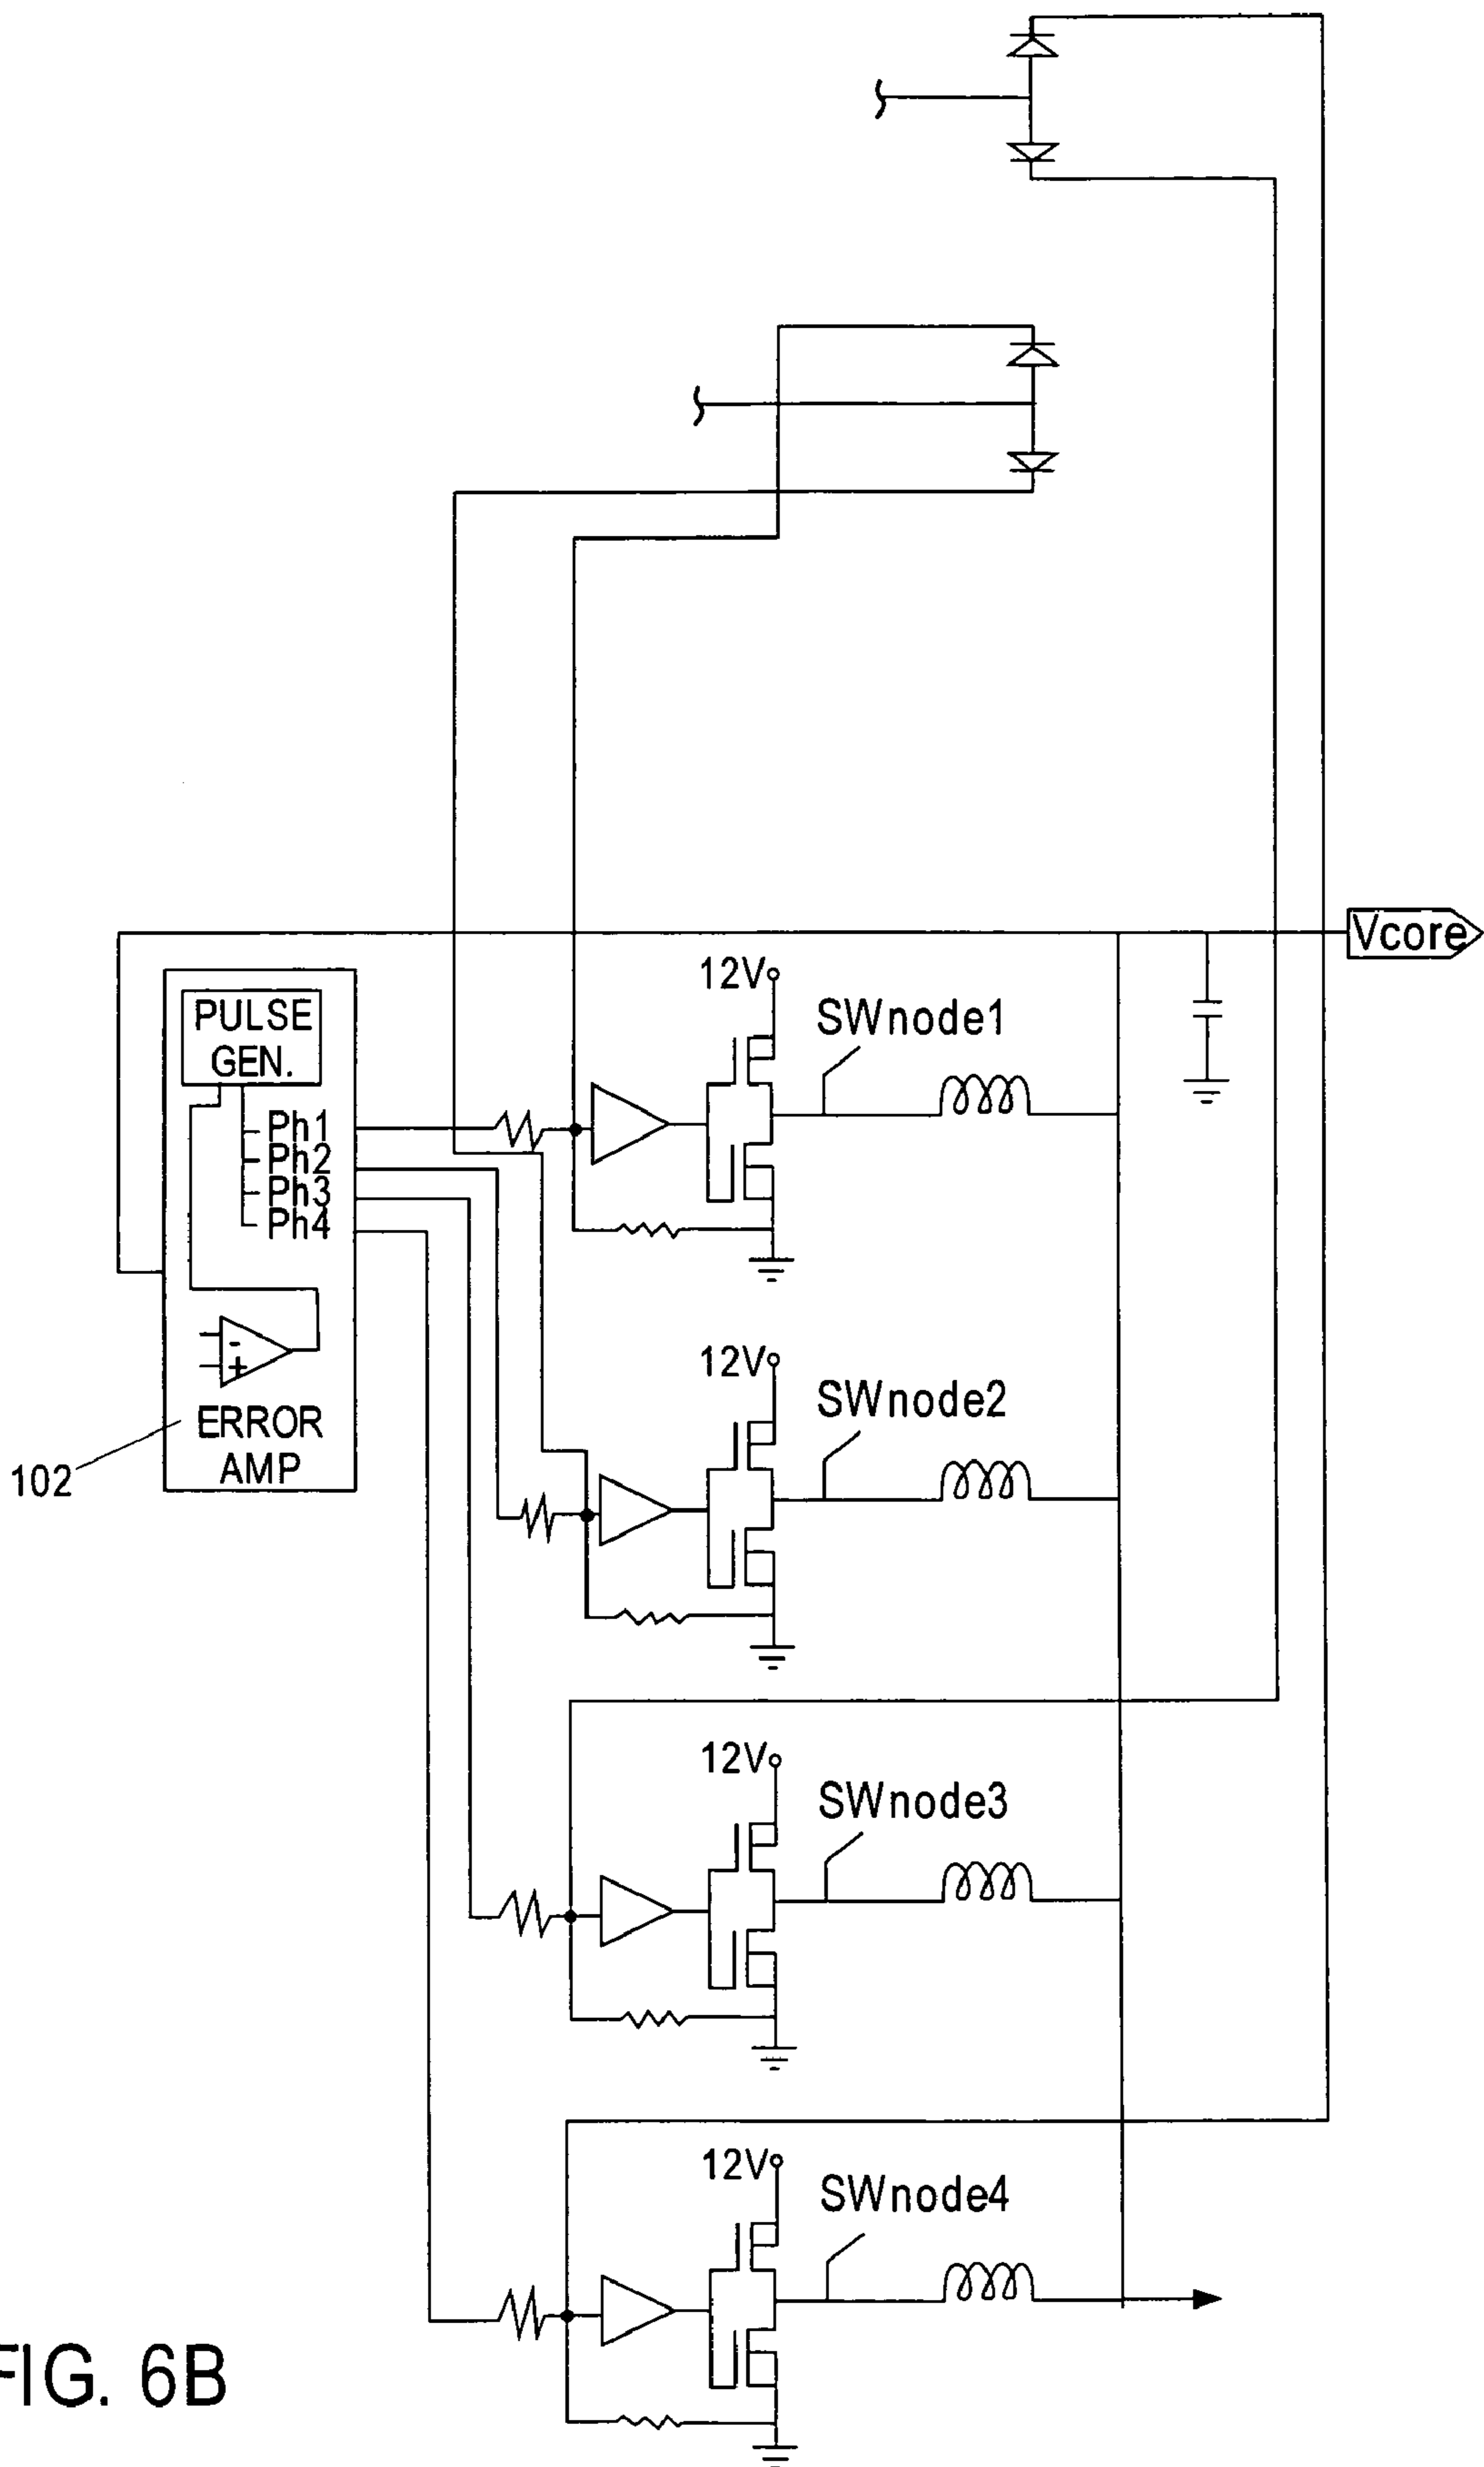 Vcore
12V
SWnode1
PULSE
GEN.
Ph1
Ph2
Ph3
Ph4
-
+
ERROR
AMP
102
12V
SWnode2
12V
SWnode3
12V
SWnode4
FIG. 6B